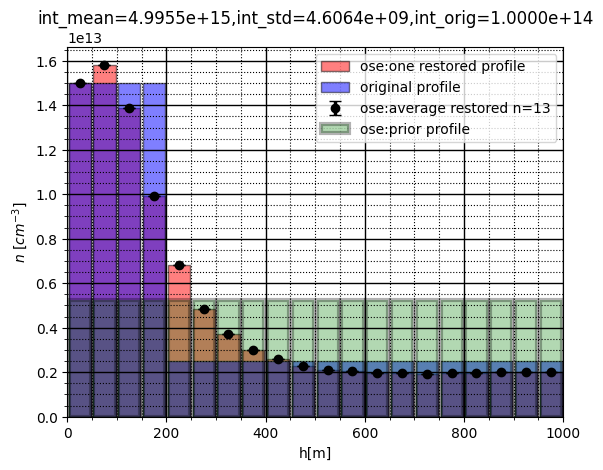 int_mean=4.9955e+15,int_std=4.6064e+09,int_orig=1.0000e+14
1e13
ose:one restored profile
original profile
ose:average restored n=13
ose:prior profile
1.6
1.4
1.2
1.0
0.8
0.6
0.4
0.2
0.0
n [cm⁻³]
0 200 400 600 800 1000
h[m]